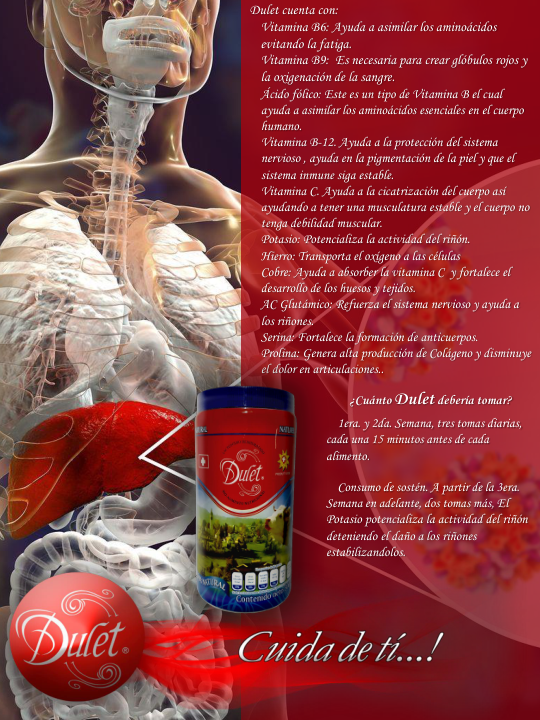 Dulet cuenta con:
Vitamina B6: Ayuda a asimilar los aminoácidos
evitando la fatiga.
Vitamina B9:  Es necesaria para crear glóbulos rojos y
la oxigenación de la sangre.
Ácido fólico: Este es un tipo de Vitamina B el cual
ayuda a asimilar los aminoácidos esenciales en el cuerpo
humano.
Vitamina B-12. Ayuda a la protección del sistema
nervioso , ayuda en la pigmentación de la piel y que el
sistema inmune siga estable.
Vitamina C. Ayuda a la cicatrización del cuerpo así
ayudando a tener una musculatura estable y el cuerpo no
tenga debilidad muscular.
Potasio: Potencializa la actividad del riñón.
Hierro: Transporta el oxígeno a las células
Cobre: Ayuda a absorber la vitamina C  y fortalece el
desarrollo de los huesos y tejidos.
AC Glutámico: Refuerza el sistema nervioso y ayuda a
los riñones.
Serina: Fortalece la formación de anticuerpos.
Prolina: Genera alta producción de Colágeno y disminuye
el dolor en articulaciones..
¿Cuánto Dulet debería tomar?
1era. y 2da. Semana, tres tomas diarias,
cada una 15 minutos antes de cada
alimento.
Consumo de sostén. A partir de la 3era.
Semana en adelante, dos tomas más, El
Potasio potencializa la actividad del riñón
deteniendo el daño a los riñones
estabilizandolos.
Dulet
NATURAL
Contenido
Dulet®
Cuida de tí...!